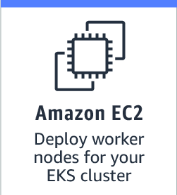 Amazon EC2
Deploy worker
nodes for your
EKS cluster